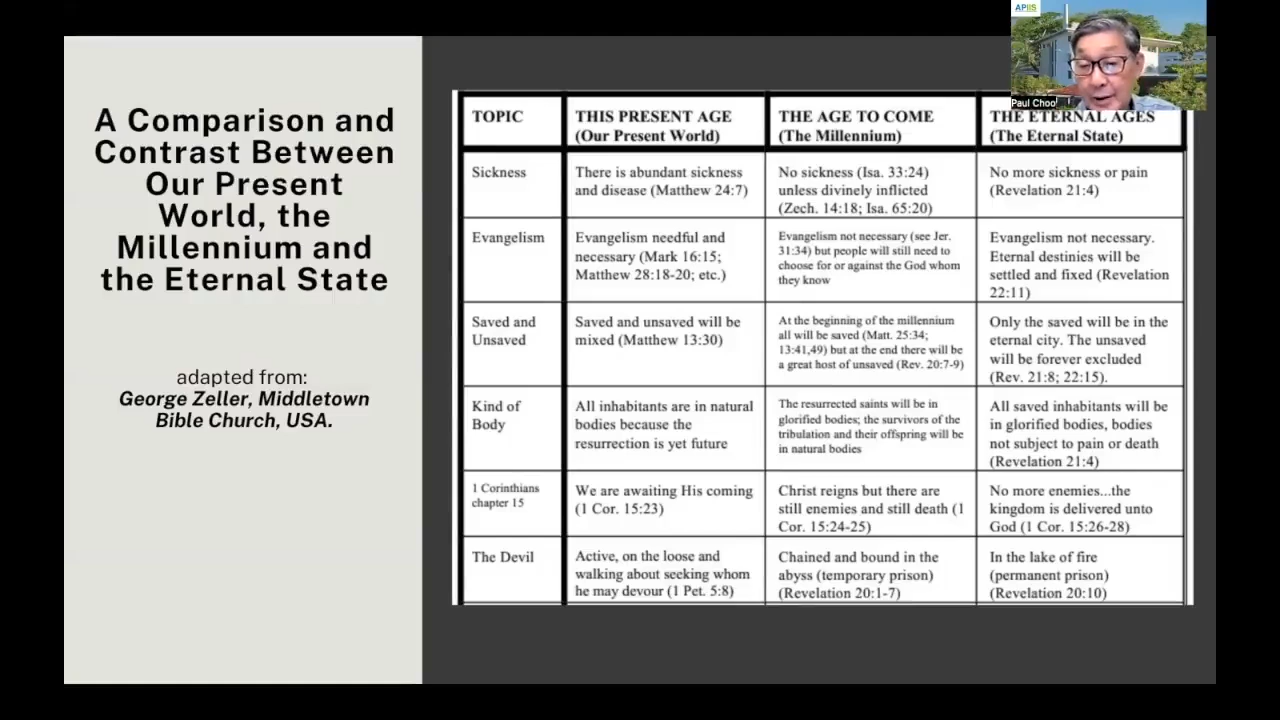 APIIS
Paul Choo
A Comparison and
Contrast Between
Our Present
World, the
Millennium and
the Eternal State
adapted from:
George Zeller, Middletown
Bible Church, USA.
TOPIC
THIS PRESENT AGE
(Our Present World)
THE AGE TO COME
(The Millennium)
THE ETERNAL AGES
(The Eternal State)
Sickness
There is abundant sickness
and disease (Matthew 24:7)
No sickness (Isa. 33:24)
unless divinely inflicted
(Zech. 14:18; Isa. 65:20)
No more sickness or pain
(Revelation 21:4)
Evangelism
Evangelism needful and
necessary (Mark 16:15;
Matthew 28:18-20; etc.)
Evangelism not necessary (see Jer.
31:34) but people will still need to
choose for or against the God whom
they know
Evangelism not necessary.
Eternal destinies will be
settled and fixed (Revelation
22:11)
Saved and
Unsaved
Saved and unsaved will be
mixed (Matthew 13:30)
At the beginning of the millennium
all will be saved (Matt. 25:34;
13:41,49) but at the end there will be
a great host of unsaved (Rev. 20:7-9)
Only the saved will be in the
eternal city. The unsaved
will be forever excluded
(Rev. 21:8; 22:15).
Kind of
Body
All inhabitants are in natural
bodies because the
resurrection is yet future
The resurrected saints will be in
glorified bodies; the survivors of the
tribulation and their offspring will be
in natural bodies
All saved inhabitants will be
in glorified bodies, bodies
not subject to pain or death
(Revelation 21:4)
1 Corinthians
chapter 15
We are awaiting His coming
(1 Cor. 15:23)
Christ reigns but there are
still enemies and still death (1
Cor. 15:24-25)
No more enemies...the
kingdom is delivered unto
God (1 Cor. 15:26-28)
The Devil
Active, on the loose and
walking about seeking whom
he may devour (1 Pet. 5:8)
Chained and bound in the
abyss (temporary prison)
(Revelation 20:1-7)
In the lake of fire
(permanent prison)
(Revelation 20:10)